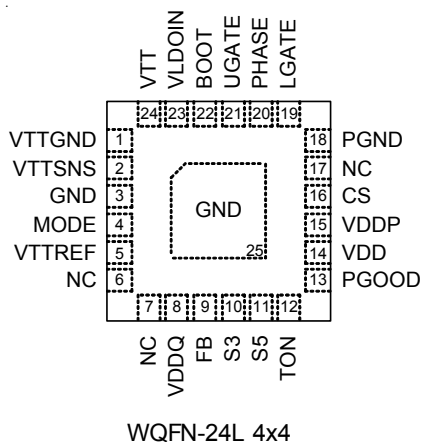 VTT
VLDOIN
BOOT
UGATE
PHASE
LGATE
24 23 22 21 20 19
VTTGND 1
VTTSNS 2
GND 3
MODE 4
VTTREF 5
NC 6
18 PGND
17 NC
16 CS
15 VDDP
14 VDD
13 PGOOD
GND
25
7 8 9 10 11 12
NC
VDDQ
FB
S3
S5
TON
WQFN-24L 4x4